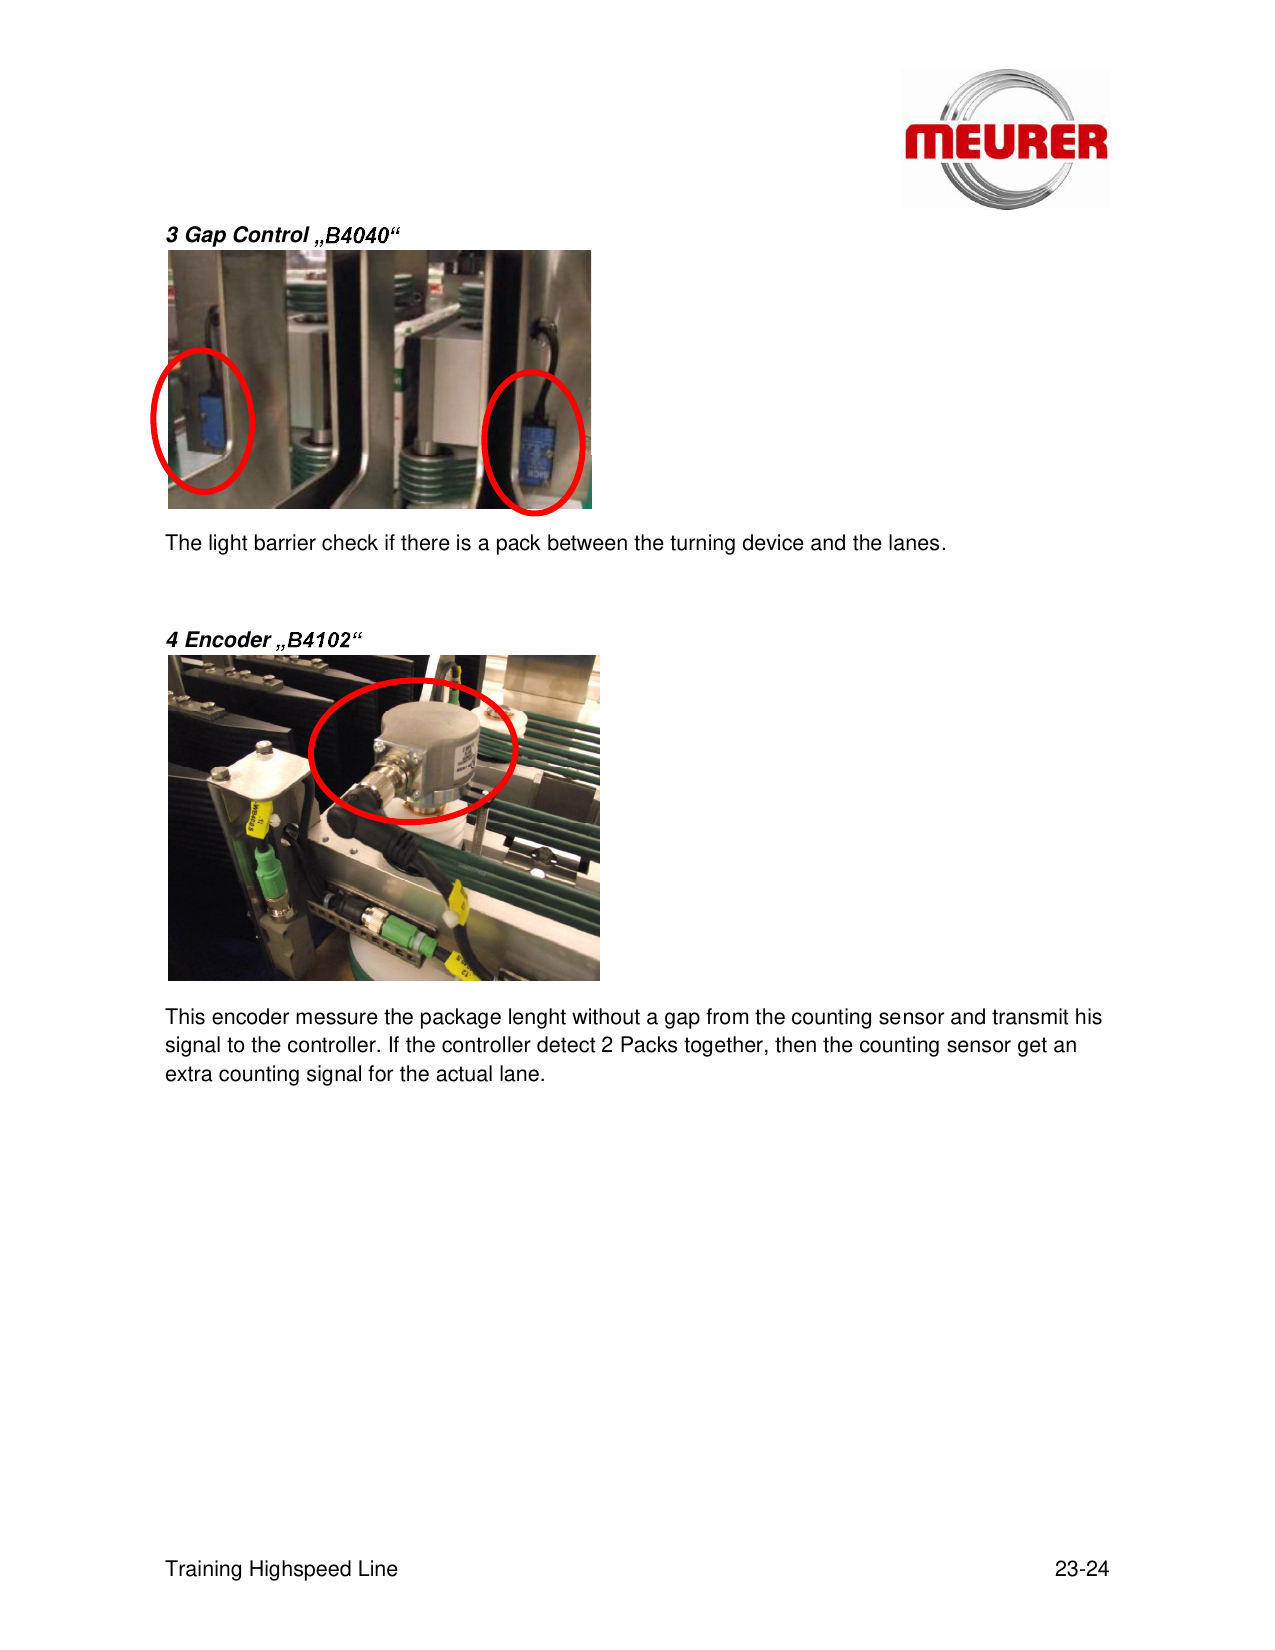 MEURER
3 Gap Control „B4040“
The light barrier check if there is a pack between the turning device and the lanes.
4 Encoder „B4102“
This encoder messure the package lenght without a gap from the counting sensor and transmit his
signal to the controller. If the controller detect 2 Packs together, then the counting sensor get an
extra counting signal for the actual lane.
Training Highspeed Line
23-24